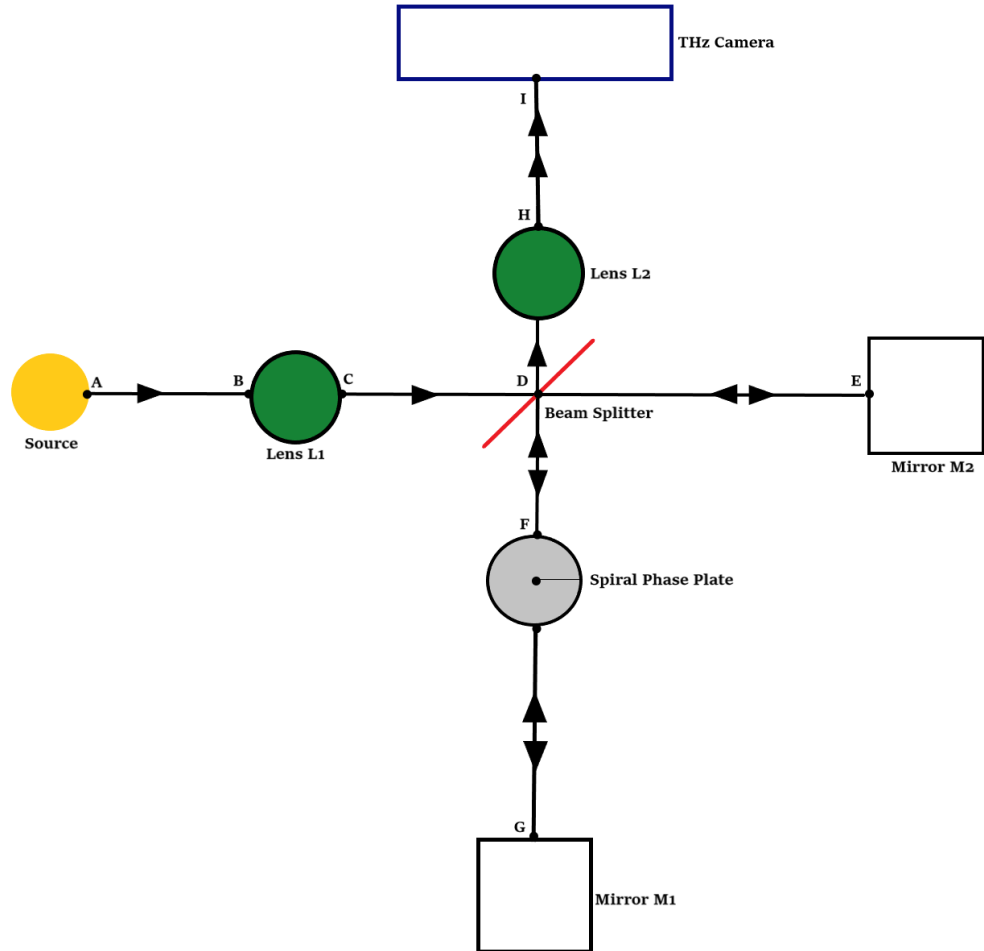 THz Camera
I
H
Lens L2
A
B
C
D
E
Beam Splitter
Source
Lens L1
Mirror M2
F
Spiral Phase Plate
G
Mirror M1